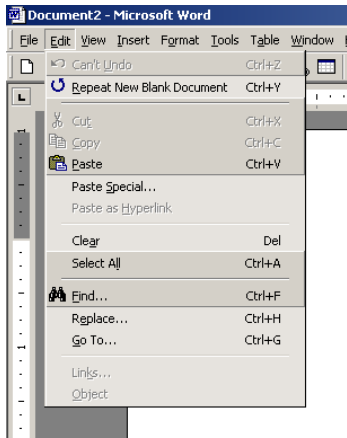 Document2 - Microsoft Word
File Edit View Insert Format Tools Table Window
Can't Undo Ctrl+Z
Repeat New Blank Document Ctrl+Y
Cut Ctrl+X
Copy Ctrl+C
Paste Ctrl+V
Paste Special...
Paste as Hyperlink
Clear Del
Select All Ctrl+A
Find... Ctrl+F
Replace... Ctrl+H
Go To... Ctrl+G
Links...
Object